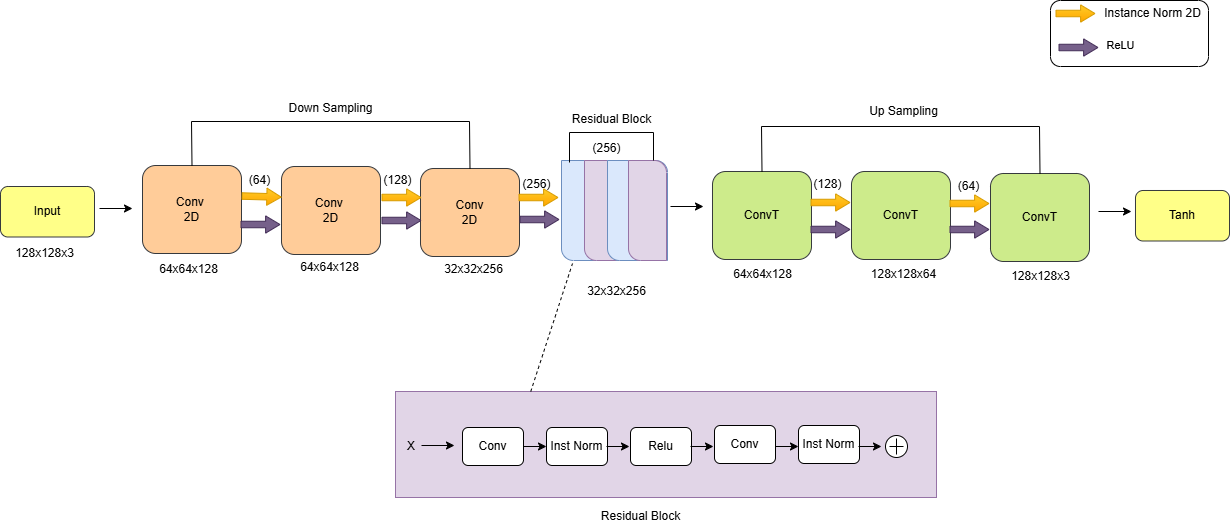 Instance Norm 2D
ReLU
Down Sampling
Up Sampling
Residual Block
(256)
(64)
(128)
(256)
(128)
(64)
Input
Conv
2D
Conv
2D
Conv
2D
ConvT
ConvT
ConvT
Tanh
128x128x3
64x64x128
64x64x128
32x32x256
32x32x256
64x64x128
128x128x64
128x128x3
X
Conv
Inst Norm
Relu
Conv
Inst Norm
Residual Block